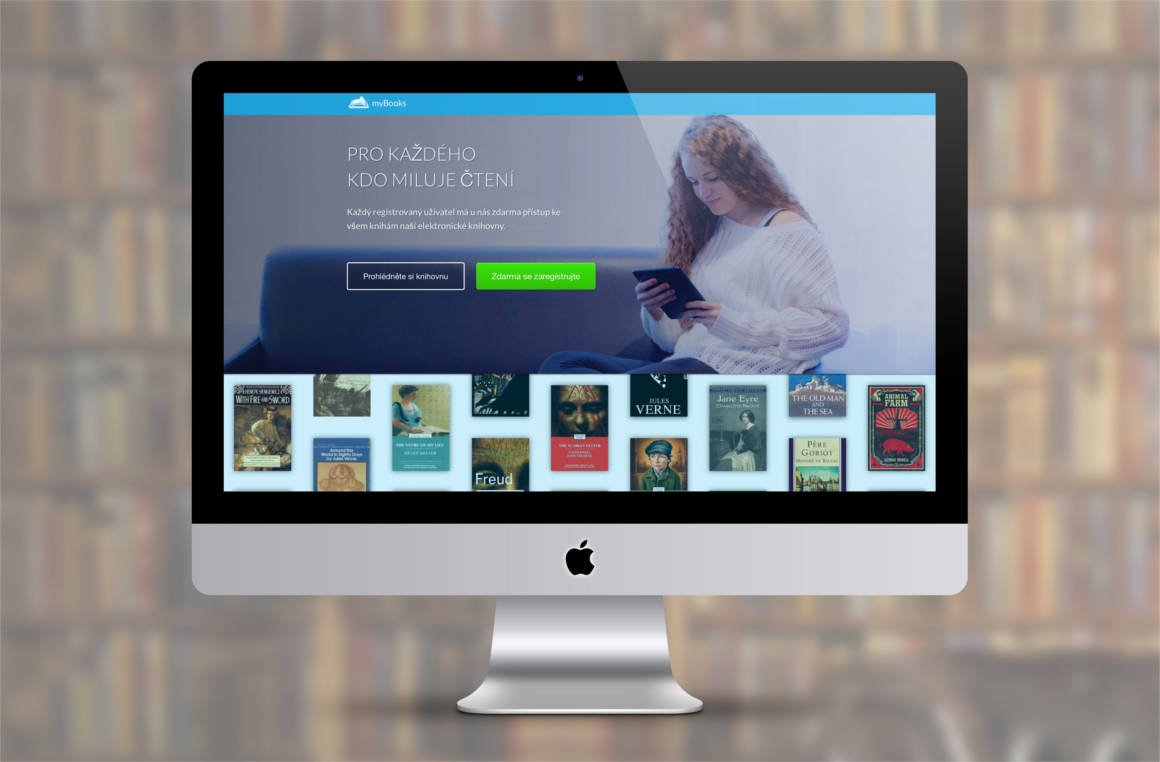 myBooks
PRO KAŽDÉHO
KDO MILUJE ČTENÍ
Každý registrovaný uživatel má u nás zdarma přístup ke
všem knihám naší elektronické knihovny.
Prohlédněte si knihovnu
Zdarma se zaregistrujte
HENRYK SIENKIEWICZ
WITH FIRE AND SWORD
Around the
World in Eighty Days
by Jules Verne
THE STORY OF MY LIFE
HELEN KELLER
Freud
THE SCARLET LETTER
NATHANIEL
HAWTHORNE
JULES
VERNE
Jane Eyre
CHARLOTTE BRONTE
THE OLD MAN
AND
THE SEA
PÈRE
GORIOT
HONORÉ DE BALZAC
ANIMAL
FARM
GEORGE ORWELL